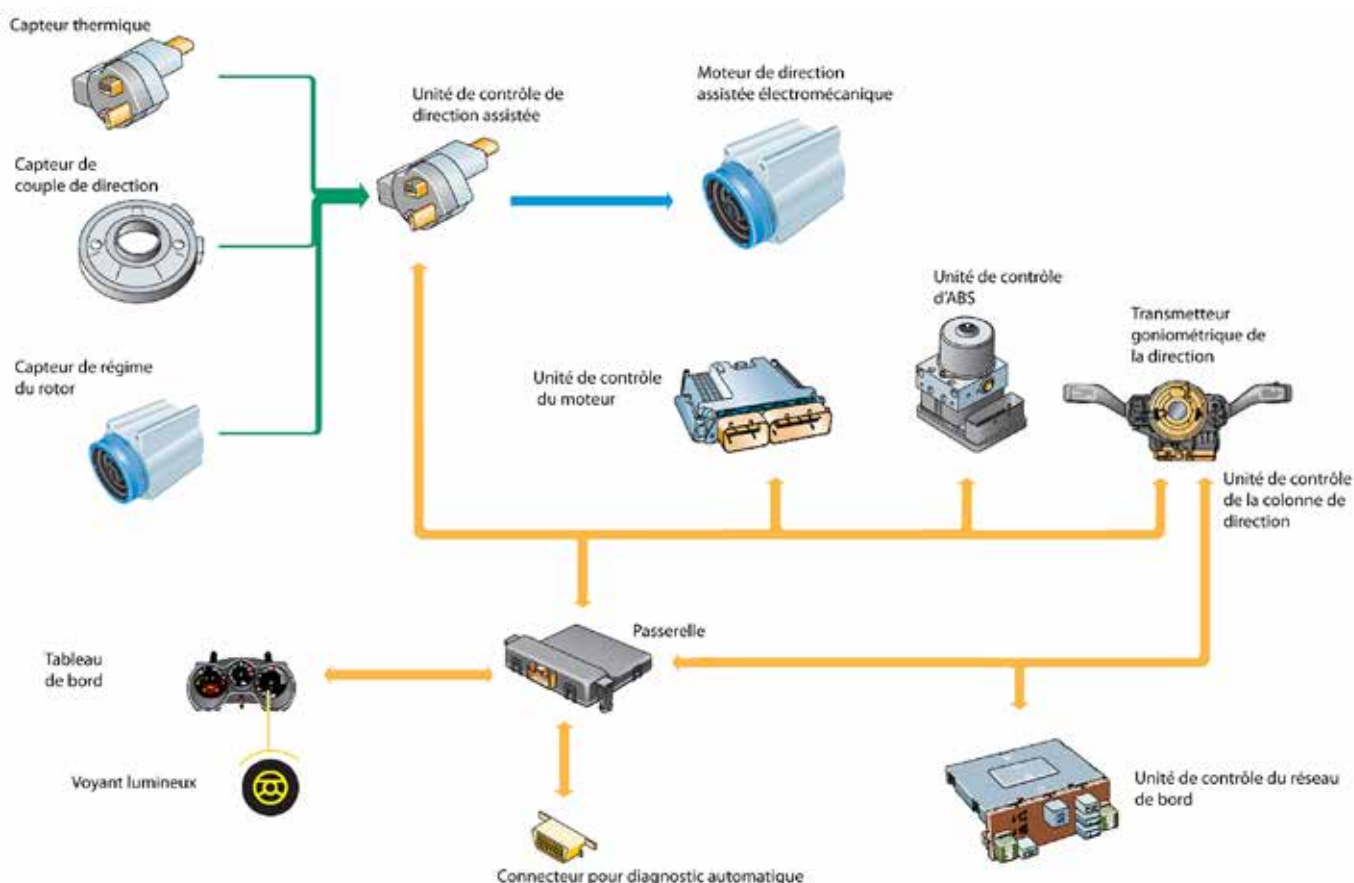 Capteur thermique
Unité de contrôle de
direction assistée
Moteur de direction
assistée électromécanique
Capteur de
couple de direction
Unité de contrôle
d'ABS
Transmetteur
goniométrique de
la direction
Capteur de régime
du rotor
Unité de contrôle
du moteur
Unité de contrôle
de la colonne de
direction
Passerelle
Tableau
de bord
Voyant lumineux
Unité de contrôle du réseau
de bord
Connecteur pour diagnostic automatique